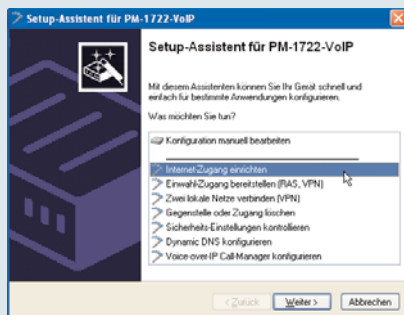 Setup-Assistent für PM-1722-VoIP
Setup-Assistent für PM-1722-VoIP
Mit diesem Assistenten können Sie Ihr Gerät schnell und
einfach für bestimmte Anwendungen konfigurieren.
Was möchten Sie tun?
Konfiguration manuell bearbeiten
Internet-Zugang einrichten
Einwahl-Zugang bereitstellen (RAS, VPN)
Zwei lokale Netze verbinden (VPN)
Gegenstelle oder Zugang löschen
Sicherheits-Einstellungen kontrollieren
Dynamic DNS konfigurieren
Voice-over-IP Call-Manager konfigurieren
< Zurück
Weiter >
Abbrechen